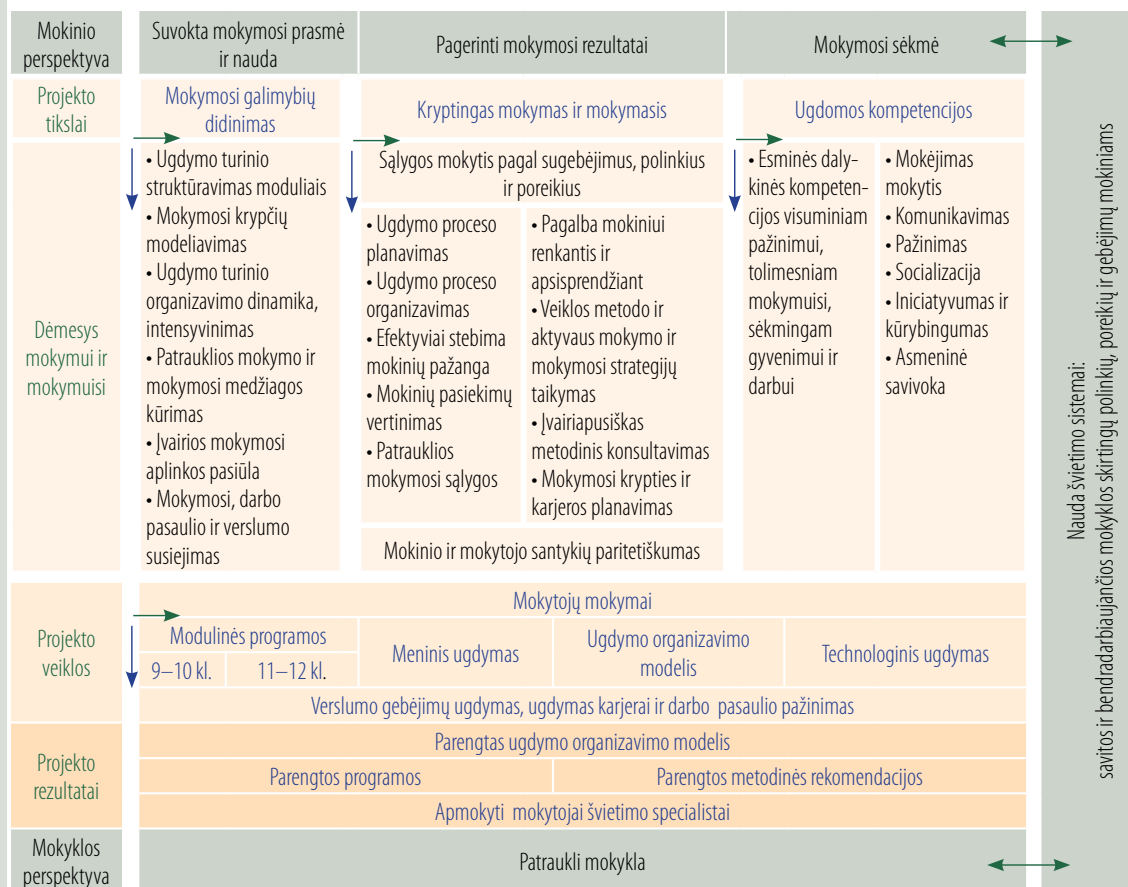 Mokinio
perspektyva
Suvokta mokymosi prasmė
ir nauda
Pagerinti mokymosi rezultatai
Mokymosi sėkmė
Projekto
tikslai
Mokymosi galimybių
didinimas
Kryptingas mokymas ir mokymasis
Ugdomos kompetencijos
Dėmesys
mokymui ir
mokymuisi
• Ugdymo turinio
struktūravimas moduliais
• Mokymosi krypčių
modeliavimas
• Ugdymo turinio
organizavimo dinamika,
intensyvinimas
• Patrauklios mokymo ir
mokymosi medžiagos
kūrimas
• Įvairios mokymosi
aplinkos pasiūla
• Mokymosi, darbo
pasaulio ir verslumo
susiejimas
Sąlygos mokytis pagal sugebėjimus, polinkius
ir poreikius
• Ugdymo proceso
planavimas
• Ugdymo proceso
organizavimas
• Efektyviai stebima
mokinių pažanga
• Mokinių pasiekimų
vertinimas
• Patrauklios
mokymosi sąlygos
• Pagalba mokiniui
renkantis ir
apsisprendžiant
• Veiklos metodo ir
aktyvaus mokymo ir
mokymosi strategijų
taikymas
• Įvairiapusiškas
metodinis konsultavimas
• Mokymosi krypties ir
karjeros planavimas
Mokinio ir mokytojo santykių paritetiškumas
• Esminės daly-
kinės kompeten-
cijos visuminiam
pažinimui,
tolimesniam
mokymuisi,
sėkmingam
gyvenimui ir
darbui
• Mokėjimas
mokytis
• Komunikavimas
• Pažinimas
• Socializacija
• Iniciatyvumas ir
kūrybingumas
• Asmeninė
savivoka
Projekto
veiklos
Mokytojų mokymai
Modulinės programos
9–10 kl.
11–12 kl.
Meninis ugdymas
Ugdymo organizavimo
modelis
Technologinis ugdymas
Verslumo gebėjimų ugdymas, ugdymas karjerai ir darbo pasaulio pažinimas
Projekto
rezultatai
Parengtas ugdymo organizavimo modelis
Parengtos programos
Parengtos metodinės rekomendacijos
Apmokyti mokytojai švietimo specialistai
Mokyklos
perspektyva
Patraukli mokykla
Nauda švietimo sistemai:
savitos ir bendradarbiaujančios mokyklos skirtingų polinkių, poreikių ir gebėjimų mokiniams